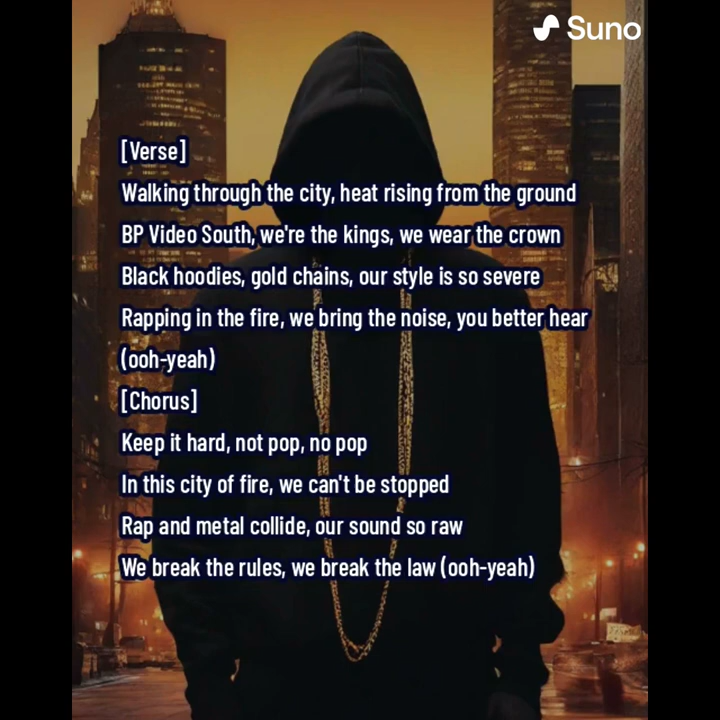 Suno
[Verse]
Walking through the city, heat rising from the ground
BP Video South, we're the kings, we wear the crown
Black hoodies, gold chains, our style is so severe
Rapping in the fire, we bring the noise, you better hear
(ooh-yeah)
[Chorus]
Keep it hard, not pop, no pop
In this city of fire, we can't be stopped
Rap and metal collide, our sound so raw
We break the rules, we break the law (ooh-yeah)